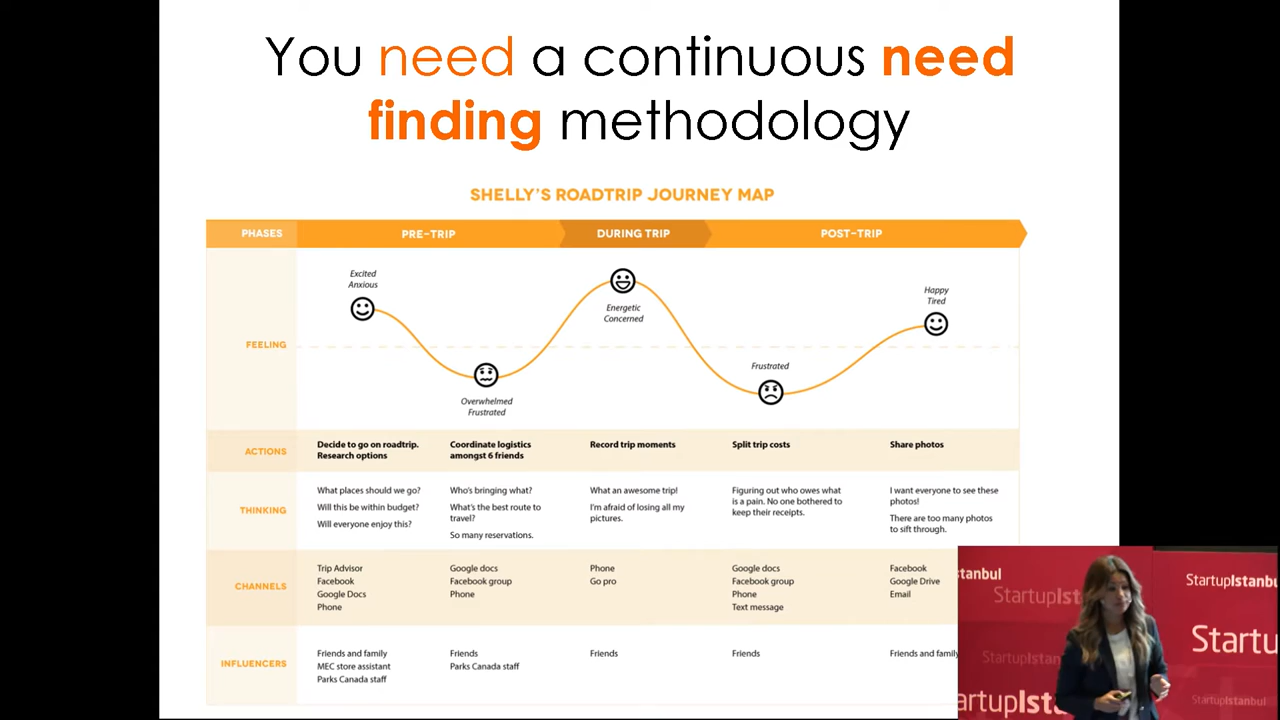 You need a continuous need
finding methodology
SHELLY'S ROADTRIP JOURNEY MAP
PHASES
PRE-TRIP
DURING TRIP
POST-TRIP
FEELING
Excited
Anxious
Overwhelmed
Frustrated
Energetic
Concerned
Frustrated
Happy
Tired
ACTIONS
Decide to go on roadtrip.
Research options
Coordinate logistics
amongst 6 friends
Record trip moments
Split trip costs
Share photos
THINKING
What places should we go?
Will this be within budget?
Will everyone enjoy this?
Who's bringing what?
What's the best route to
travel?
So many reservations.
What an awesome trip!
I'm afraid of losing all my
pictures.
Figuring out who owes what
is a pain. No one bothered to
keep their receipts.
I want everyone to see these
photos!
There are too many photos
to sift through.
CHANNELS
Trip Advisor
Facebook
Google Docs
Phone
Google docs
Facebook group
Phone
Phone
Go pro
Google docs
Facebook group
Phone
Text message
Facebook
Google Drive
Email
INFLUENCERS
Friends and family
MEC store assistant
Parks Canada staff
Friends
Parks Canada staff
Friends
Friends
Friends and family
stanbul
StartupIst
StartupIstanbul
Startup
StartupIstan
StartupIst
StartupIstanbul